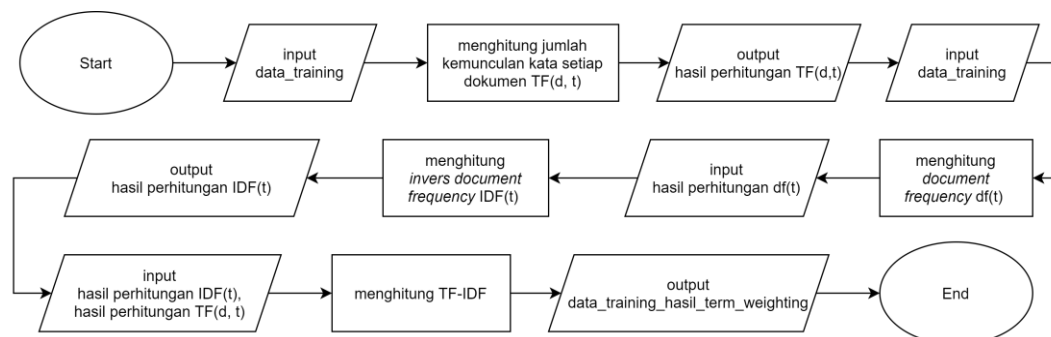 Start
input
data_training
menghitung jumlah
kemunculan kata setiap
dokumen TF(d, t)
output
hasil perhitungan TF(d,t)
input
data_training
menghitung
document
frequency df(t)
input
hasil perhitungan df(t)
menghitung
invers document
frequency IDF(t)
output
hasil perhitungan IDF(t)
input
hasil perhitungan IDF(t),
hasil perhitungan TF(d, t)
menghitung TF-IDF
output
data_training_hasil_term_weighting
End